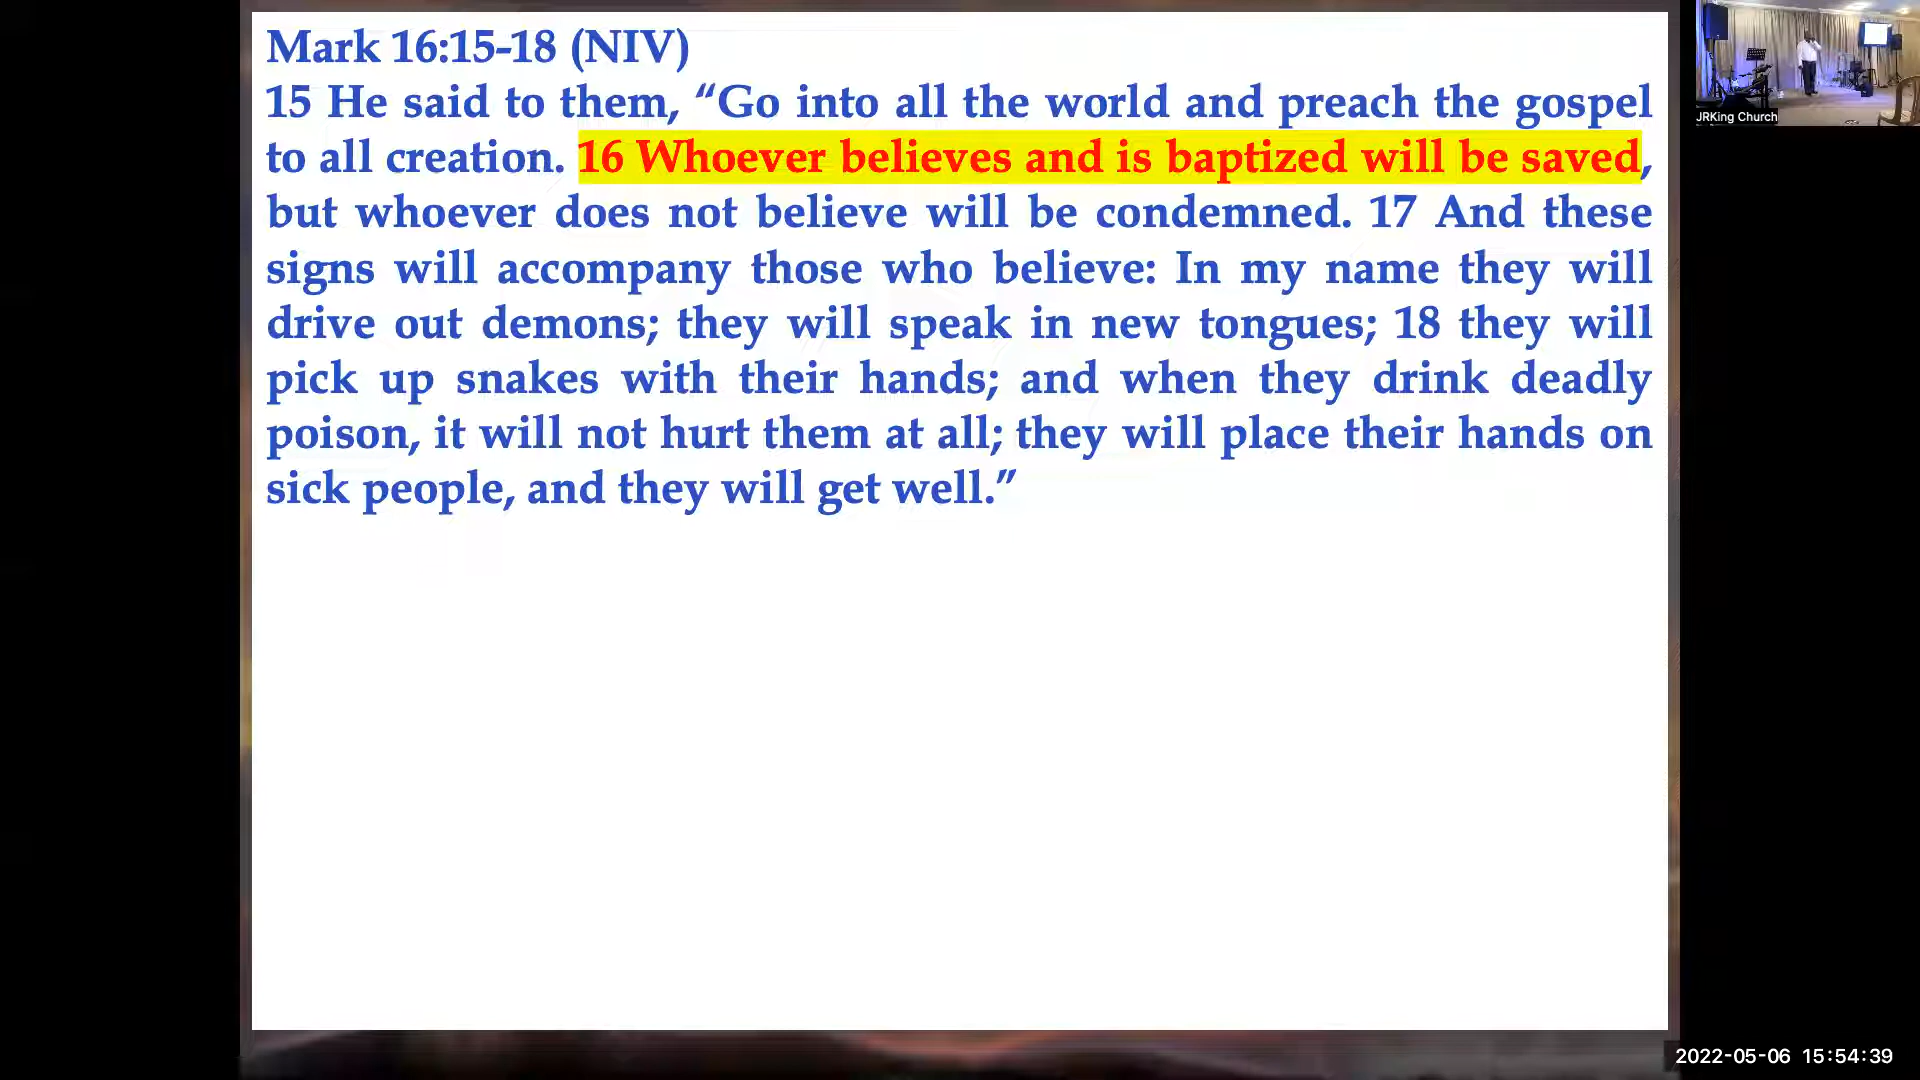 Mark 16:15-18 (NIV)
15 He said to them, “Go into all the world and preach the gospel
to all creation. 16 Whoever believes and is baptized will be saved,
but whoever does not believe will be condemned. 17 And these
signs will accompany those who believe: In my name they will
drive out demons; they will speak in new tongues; 18 they will
pick up snakes with their hands; and when they drink deadly
poison, it will not hurt them at all; they will place their hands on
sick people, and they will get well.”
JRKing Church
2022-05-06 15:54:39